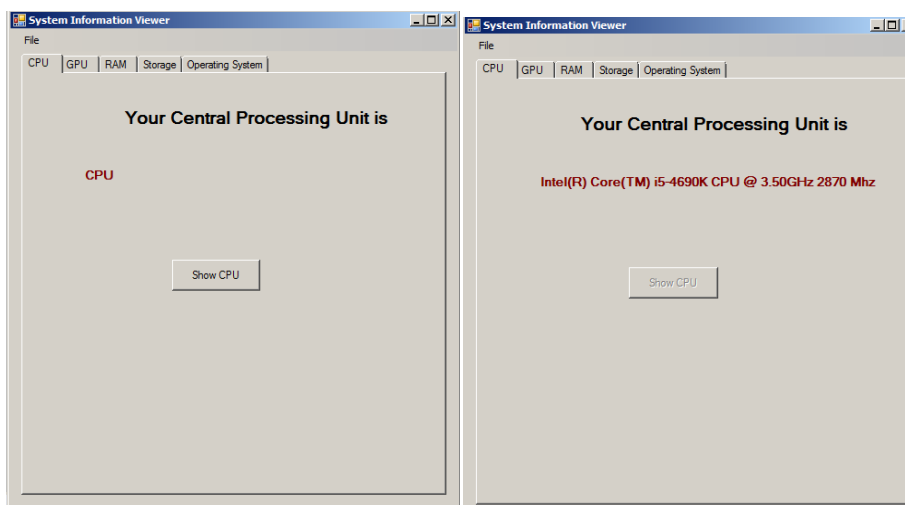 System Information Viewer
File
CPU GPU RAM Storage Operating System
Your Central Processing Unit is
CPU
Show CPU
System Information Viewer
File
CPU GPU RAM Storage Operating System
Your Central Processing Unit is
Intel(R) Core(TM) i5-4690K CPU @ 3.50GHz 2870 Mhz
Show CPU